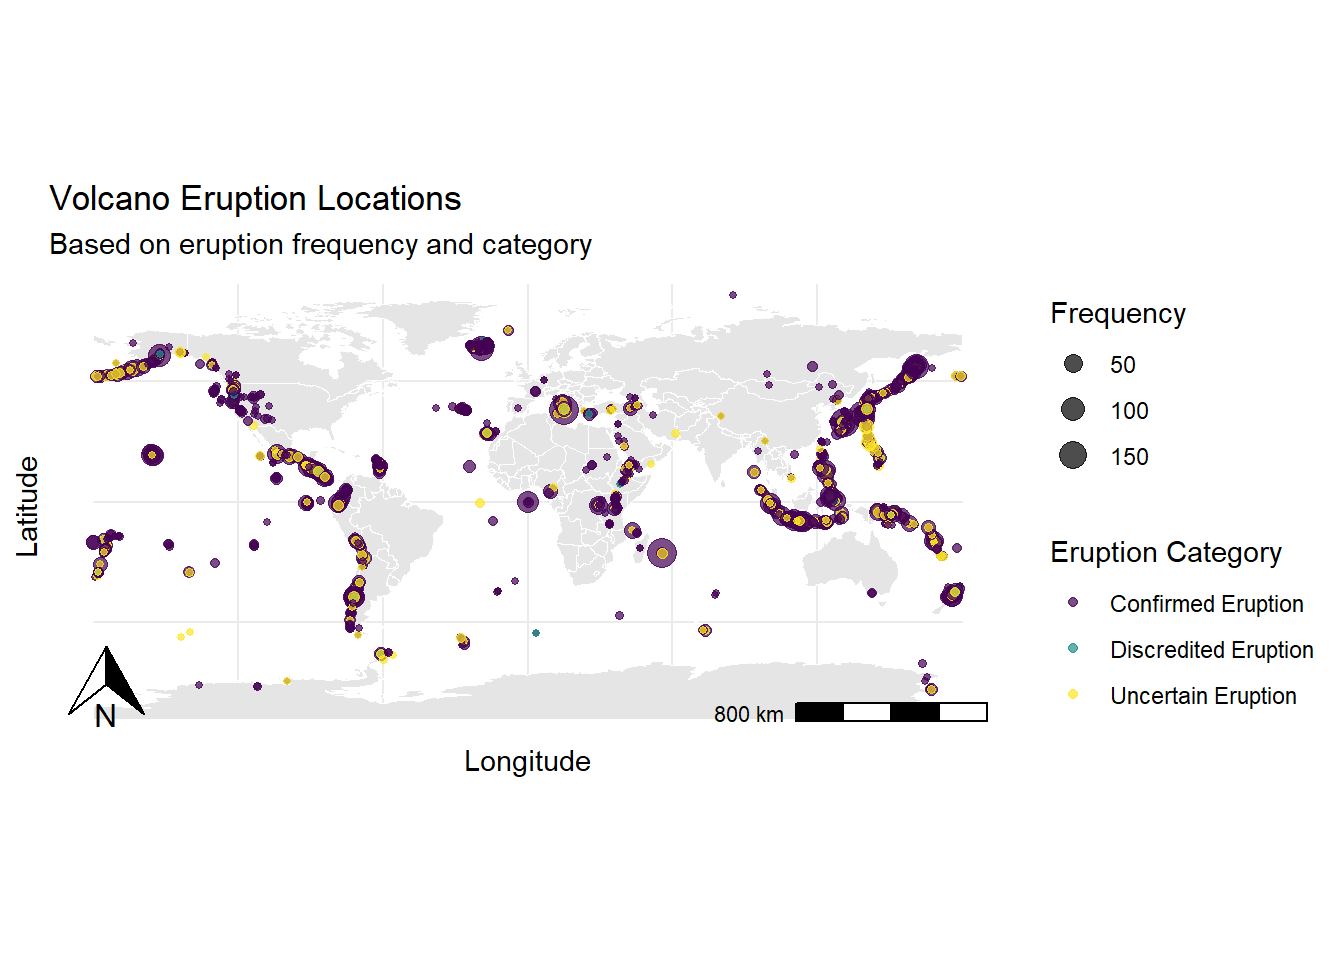 Volcano Eruption Locations
Based on eruption frequency and category
Latitude
Longitude
N
800 km
Frequency
50
100
150
Eruption Category
Confirmed Eruption
Discredited Eruption
Uncertain Eruption